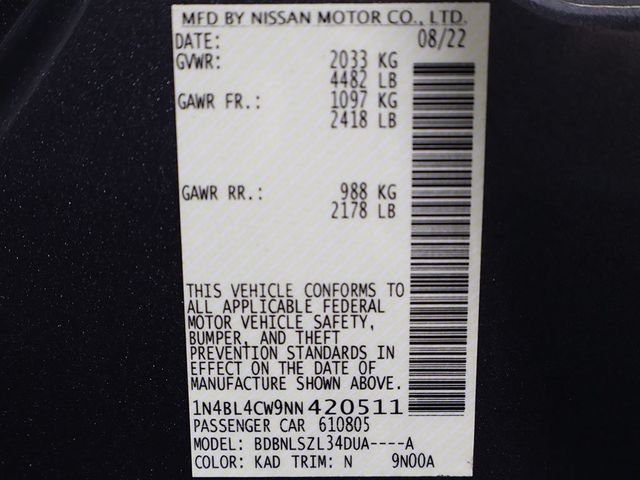 MFD BY NISSAN MOTOR CO., LTD.
DATE: 08/22
GVWR: 2033 KG
4482 LB
GAWR FR.: 1097 KG
2418 LB
GAWR RR.: 988 KG
2178 LB
THIS VEHICLE CONFORMS TO
ALL APPLICABLE FEDERAL
MOTOR VEHICLE SAFETY,
BUMPER, AND THEFT
PREVENTION STANDARDS IN
EFFECT ON THE DATE OF
MANUFACTURE SHOWN ABOVE.
1N4BL4CW9NN420511
PASSENGER CAR 610805
MODEL: BDBNLSZL34DUA----A
COLOR: KAD TRIM: N 9N00A